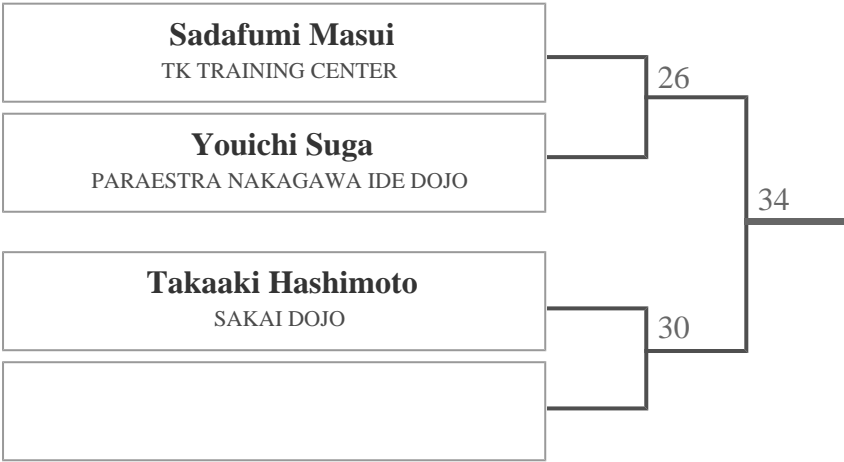 Sadafumi Masui
TK TRAINING CENTER
26
Youichi Suga
PARAESTRA NAKAGAWA IDE DOJO
34
Takaaki Hashimoto
SAKAI DOJO
30